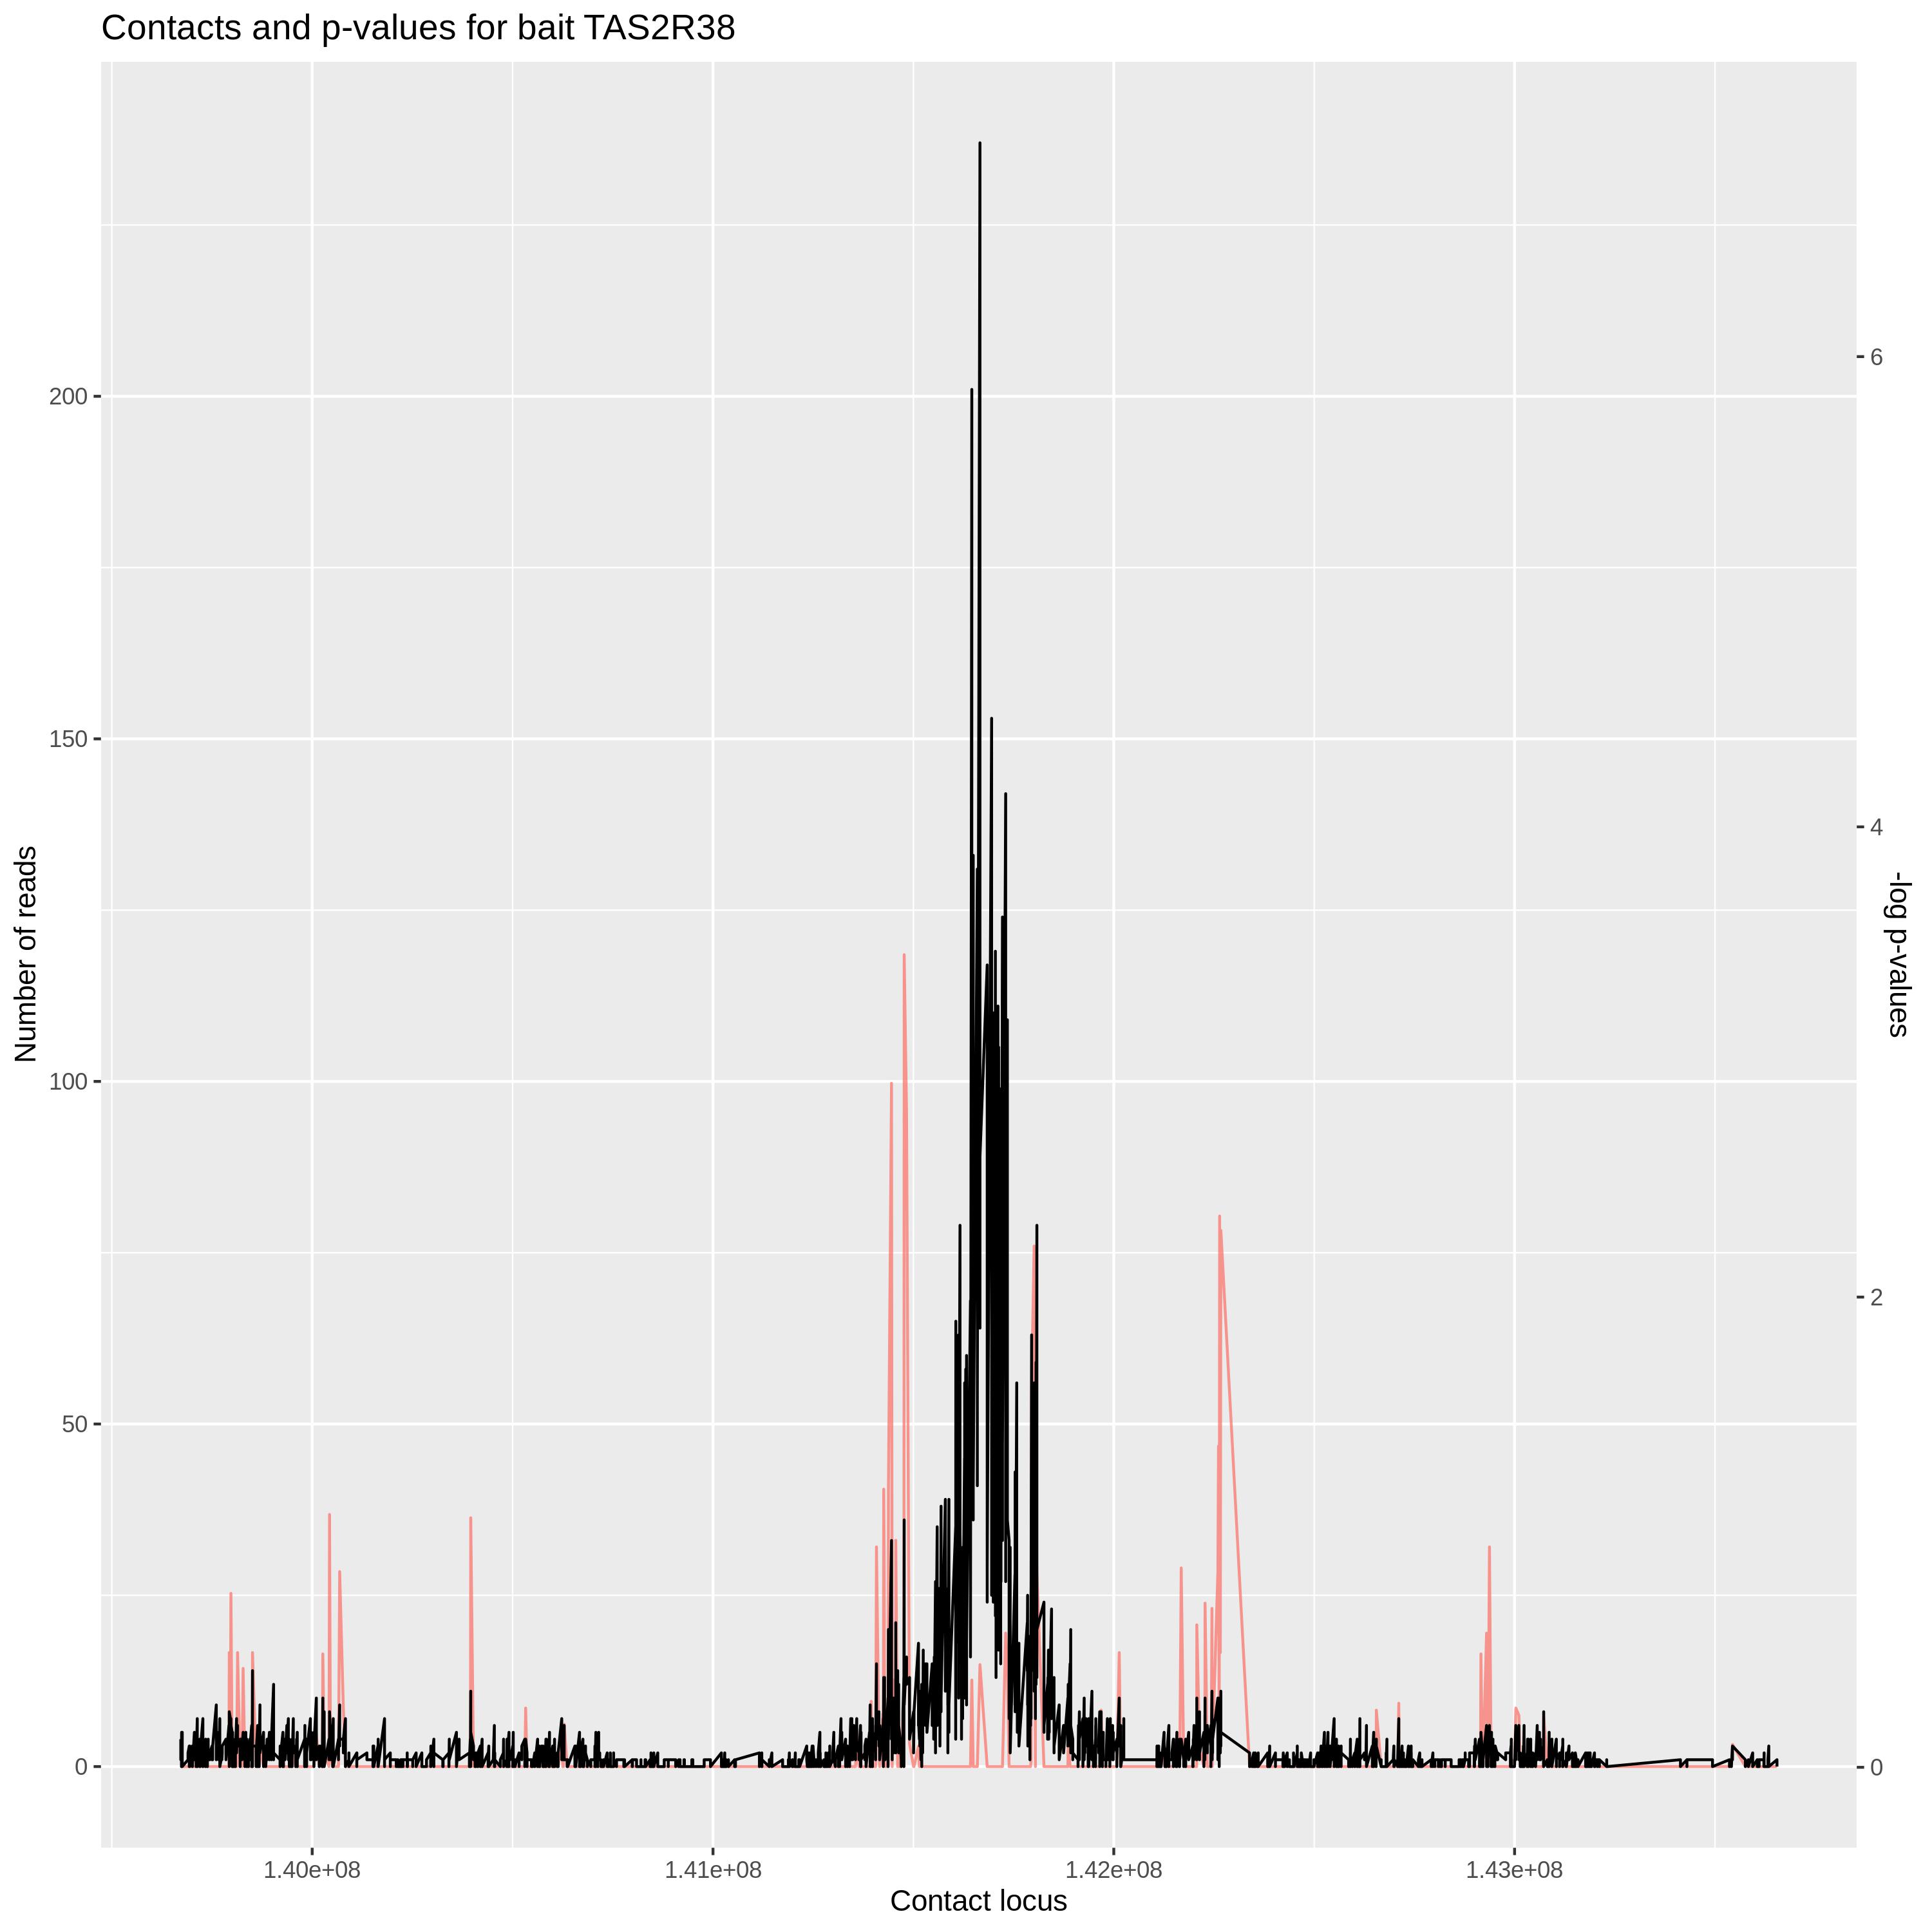 Contacts and p-values for bait TAS2R38
Number of reads
200
150
100
50
0
6
4
2
0
-log p-values
1.40e+08 1.41e+08 1.42e+08 1.43e+08
Contact locus